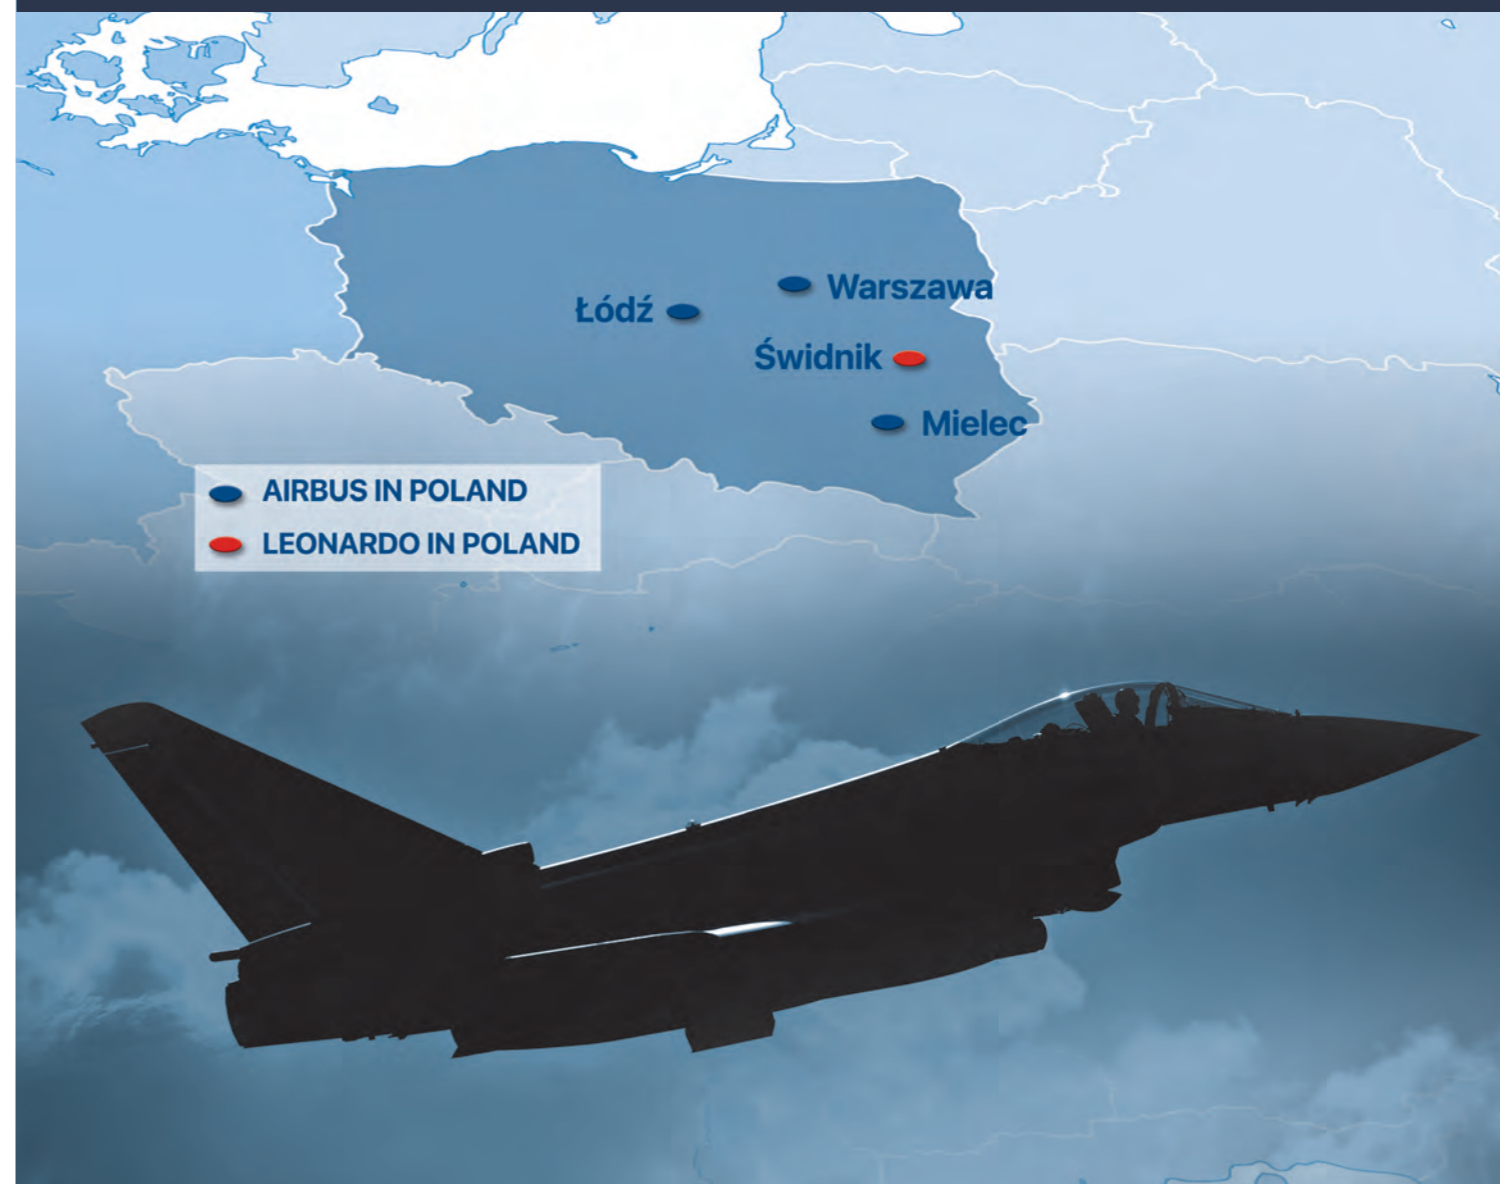 Warszawa
Łódź
Świdnik
Mielec
AIRBUS IN POLAND
LEONARDO IN POLAND